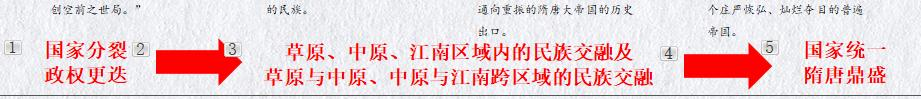 创空前之世局。”
的民族。
通向重振的隋唐大帝国的历史
出口。
个庄严恢弘、灿烂夺目的普遍
帝国。
1
国家分裂
政权更迭
2
3
草原、中原、江南区域内的民族交融及
草原与中原、中原与江南跨区域的民族交融
4
5
国家统一
隋唐鼎盛